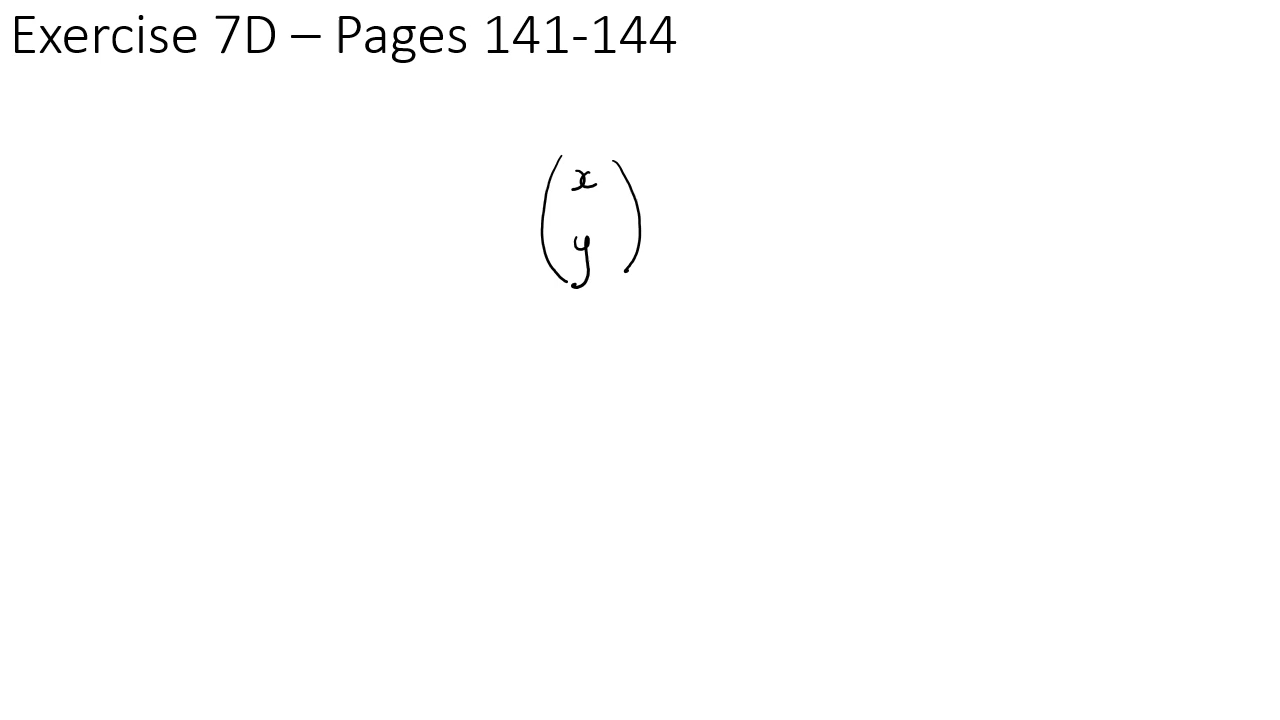 Exercise 7D – Pages 141-144
(x
y)